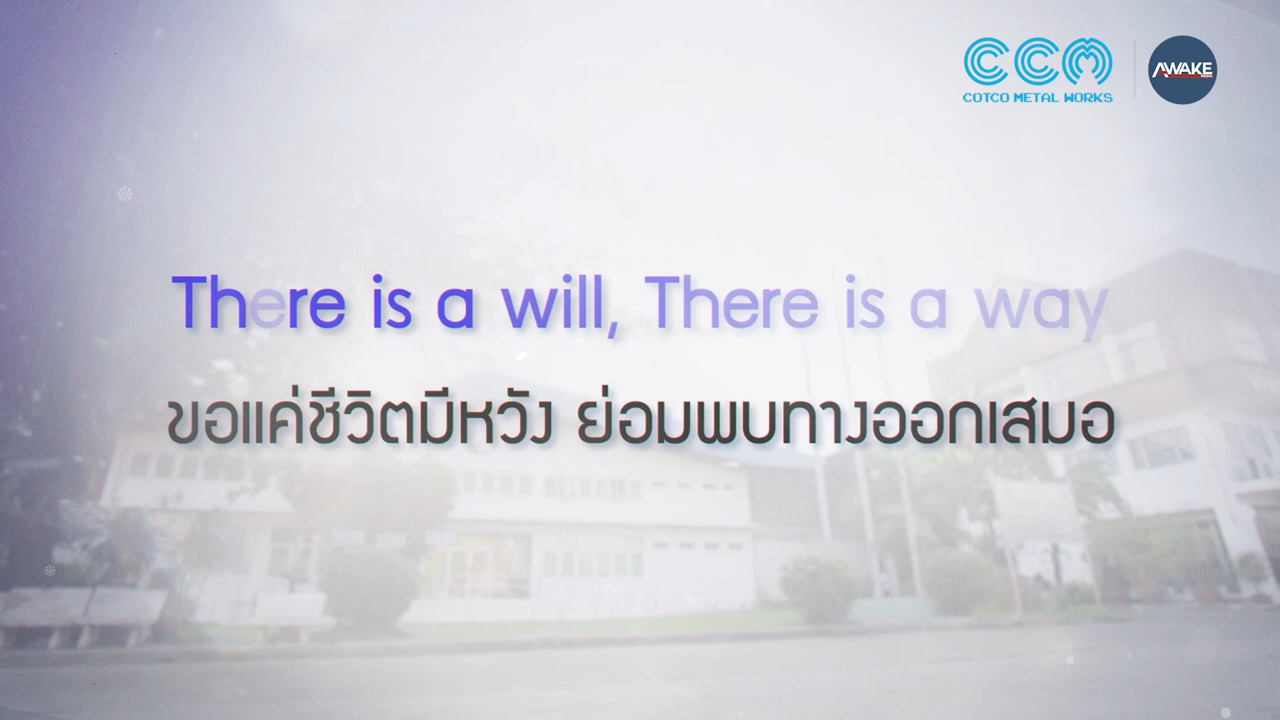 CCM
COTCO METAL WORKS
AWAKE
There is a will, There is a way
ขอแค่ชีวิตมีหวัง ย่อมพบทางออกเสมอ